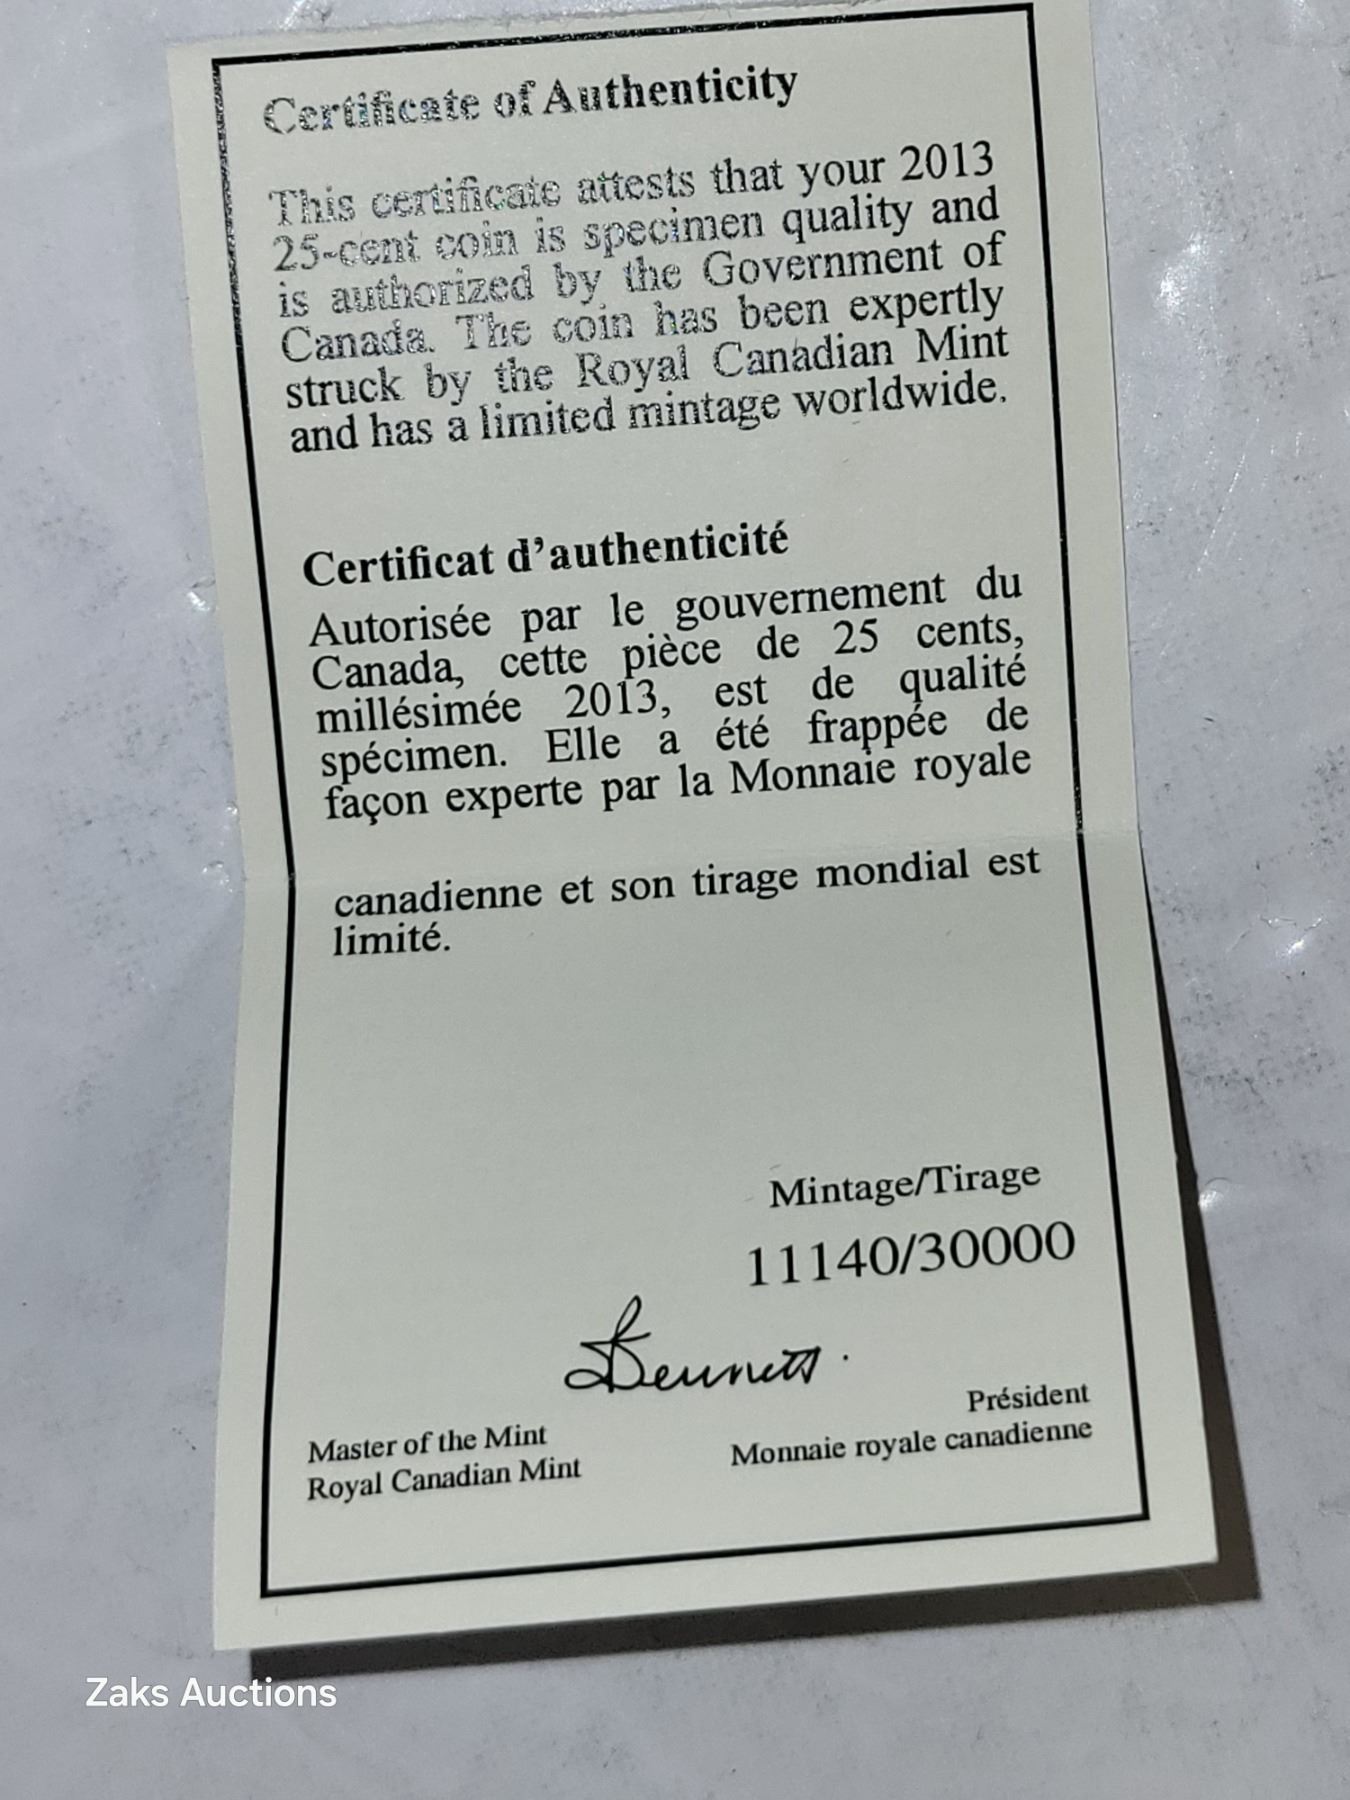 Certificate of Authenticity
This certificate attests that your 2013
25-cent coin is specimen quality and
is authorized by the Government of
Canada. The coin has been expertly
struck by the Royal Canadian Mint
and has a limited mintage worldwide.
Certificat d'authenticité
Autorisée par le gouvernement du
Canada, cette pièce de 25 cents,
millésimée 2013, est de qualité
spécimen. Elle a été frappée de
façon experte par la Monnaie royale
canadienne et son tirage mondial est
limité.
Mintage/Tirage
11140/30000
Bennett
Master of the Mint
Royal Canadian Mint
Président
Monnaie royale canadienne
Zaks Auctions